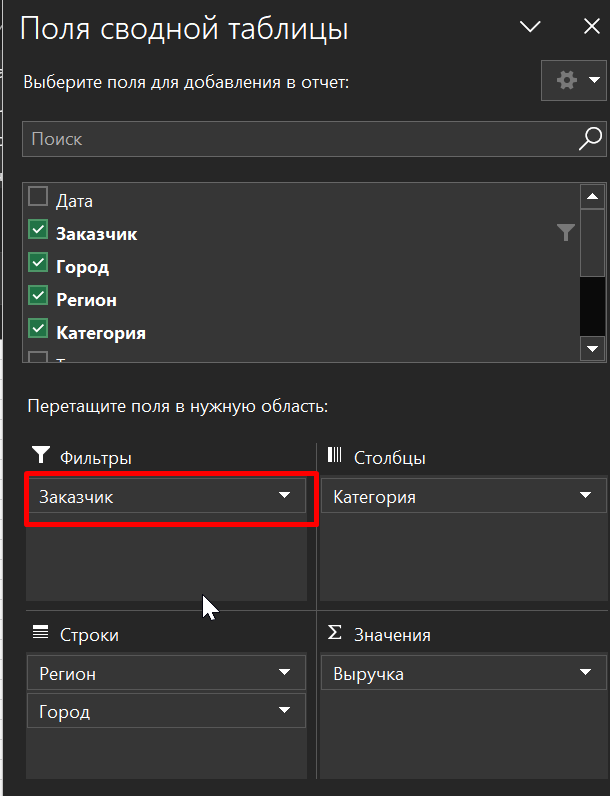 Поля сводной таблицы
Выберите поля для добавления в отчет:
Поиск
Дата
Заказчик
Город
Регион
Категория
Перетащите поля в нужную область:
Фильтры
Столбцы
Заказчик
Категория
Строки
Σ Значения
Регион
Выручка
Город